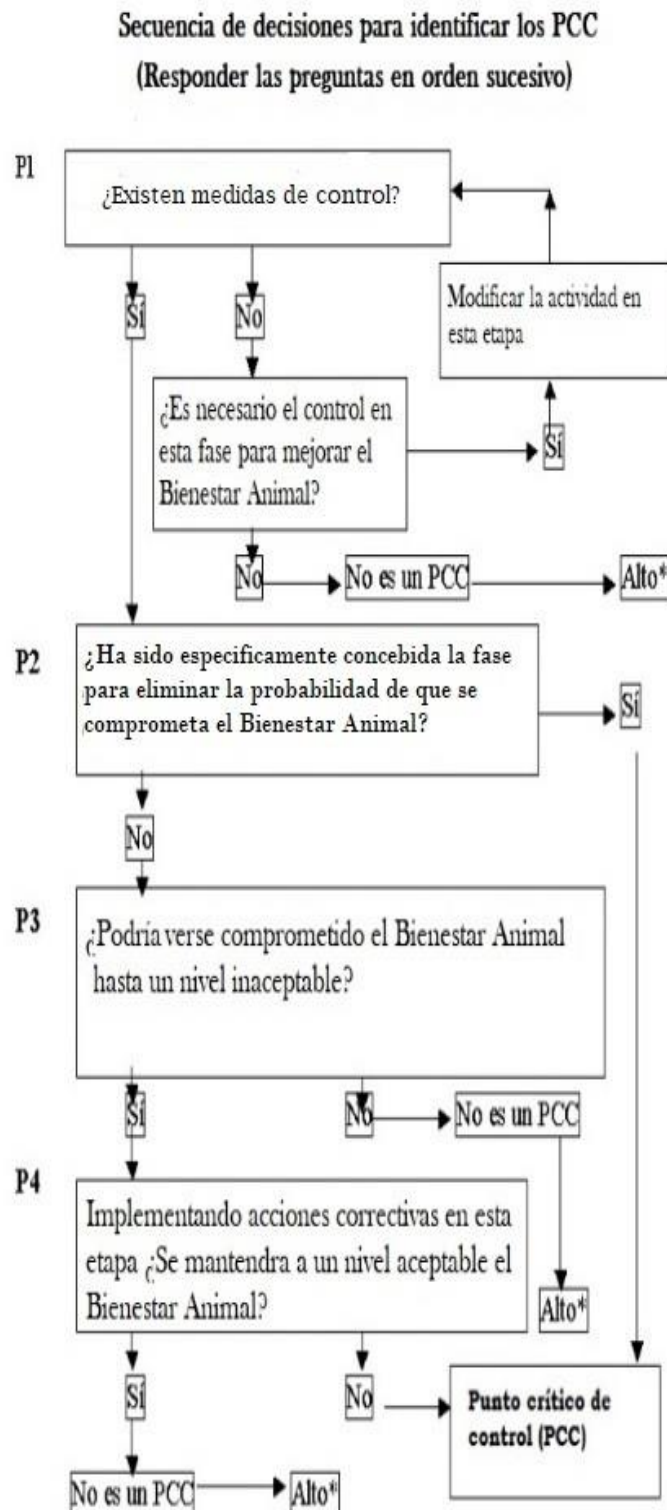 Secuencia de decisiones para identificar los PCC
(Responder las preguntas en orden sucesivo)
P1
¿Existen medidas de control?
Sí
No
Modificar la actividad en
esta etapa
¿Es necesario el control en
esta fase para mejorar el
Bienestar Animal?
Sí
No
No es un PCC
Alto*
P2
¿Ha sido especificamente concebida la fase
para eliminar la probabilidad de que se
comprometa el Bienestar Animal?
Sí
No
P3
¿Podría verse comprometido el Bienestar Animal
hasta un nivel inaceptable?
Sí
No
No es un PCC
P4
Implementando acciones correctivas en esta
etapa ¿Se mantendra a un nivel aceptable el
Bienestar Animal?
Alto*
Sí
No
Punto crítico de
control (PCC)
No es un PCC
Alto*